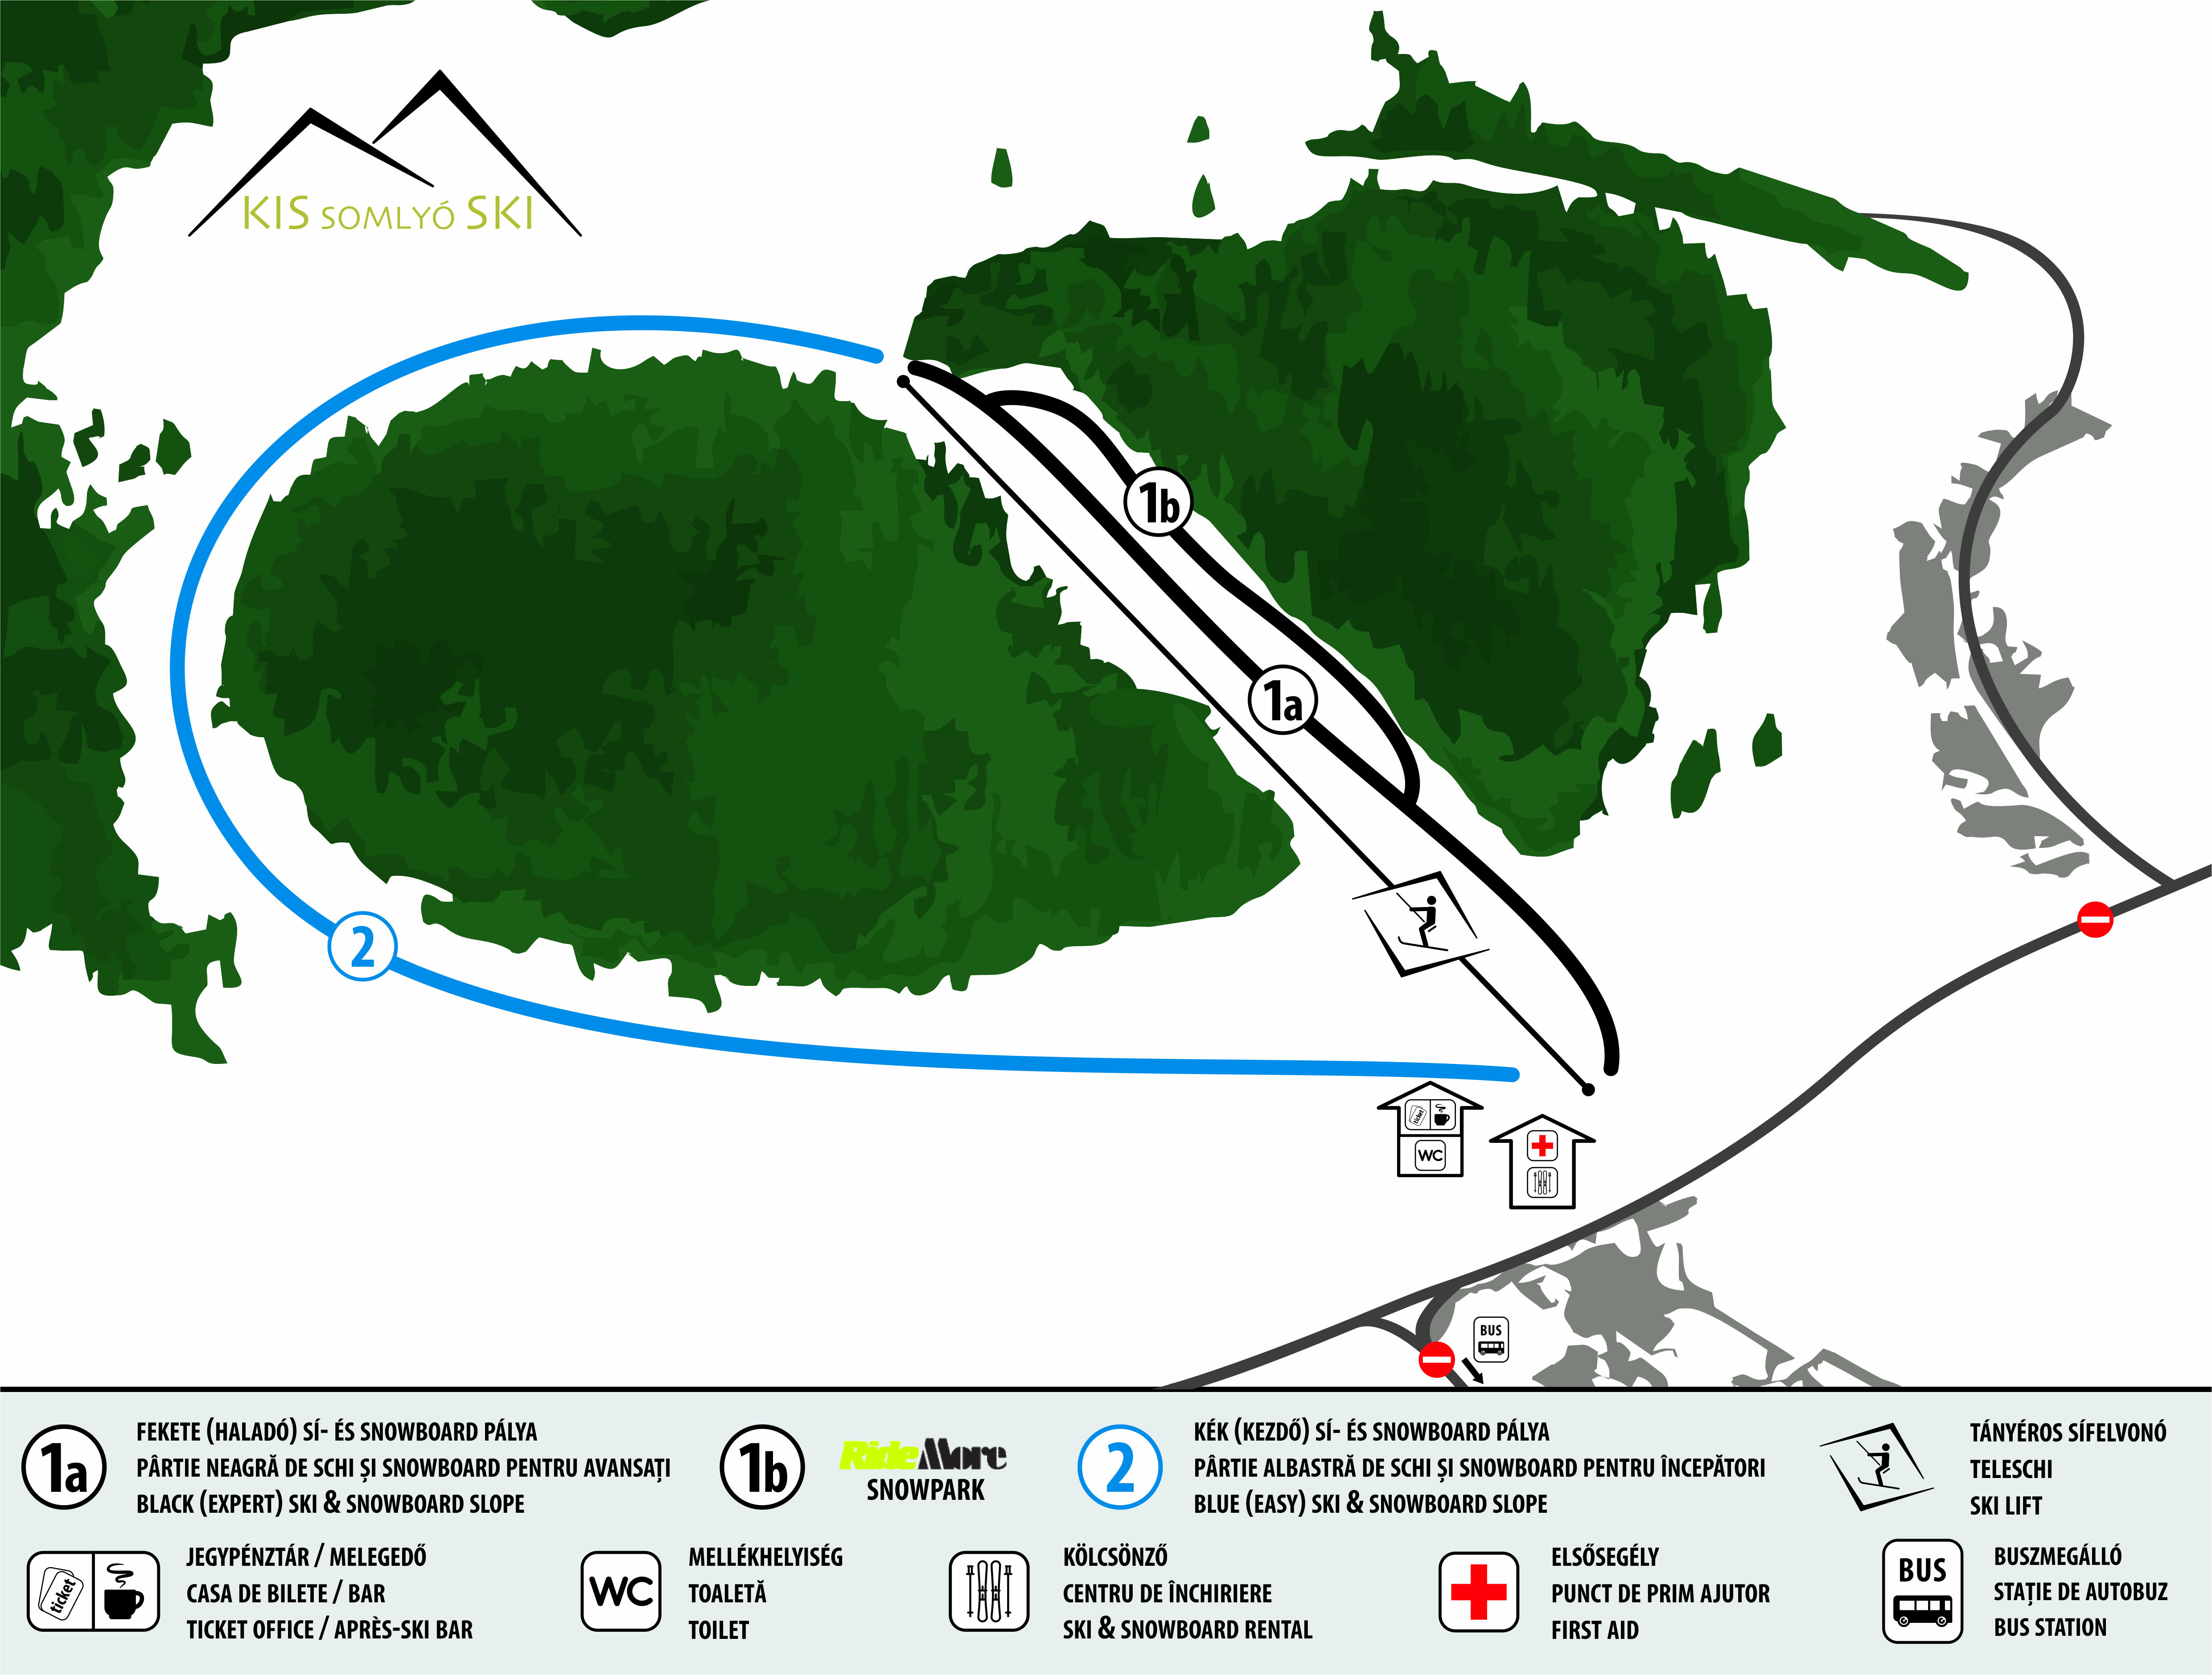 KIS SOMLYÓ SKI
1b
1a
2
ticket
WC
BUS
1a
FEKETE (HALADÓ) SÍ- ÉS SNOWBOARD PÁLYA
PÂRTIE NEAGRĂ DE SCHI ȘI SNOWBOARD PENTRU AVANSAȚI
BLACK (EXPERT) SKI & SNOWBOARD SLOPE
1b
RideMore
SNOWPARK
2
KÉK (KEZDŐ) SÍ- ÉS SNOWBOARD PÁLYA
PÂRTIE ALBASTRĂ DE SCHI ȘI SNOWBOARD PENTRU ÎNCEPĂTORI
BLUE (EASY) SKI & SNOWBOARD SLOPE
TÁNYÉROS SÍFELVONÓ
TELESCHI
SKI LIFT
ticket
JEGYPÉNZTÁR / MELEGEDŐ
CASA DE BILETE / BAR
TICKET OFFICE / APRÈS-SKI BAR
WC
MELLÉKHELYISÉG
TOALETĂ
TOILET
KÖLCSÖNZŐ
CENTRU DE ÎNCHIRIERE
SKI & SNOWBOARD RENTAL
ELSŐSEGÉLY
PUNCT DE PRIM AJUTOR
FIRST AID
BUS
BUSZMEGÁLLÓ
STAȚIE DE AUTOBUZ
BUS STATION